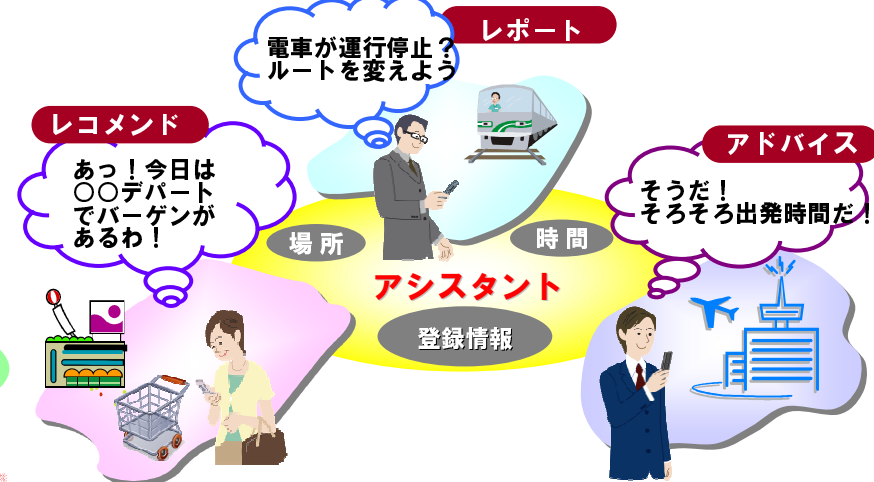 レポート
電車が運行停止？
ルートを変えよう
レコメンド
あっ！今日は
○○デパート
でバーゲンが
あるわ！
アドバイス
そうだ！
そろそろ出発時間だ！
場所
時間
アシスタント
登録情報